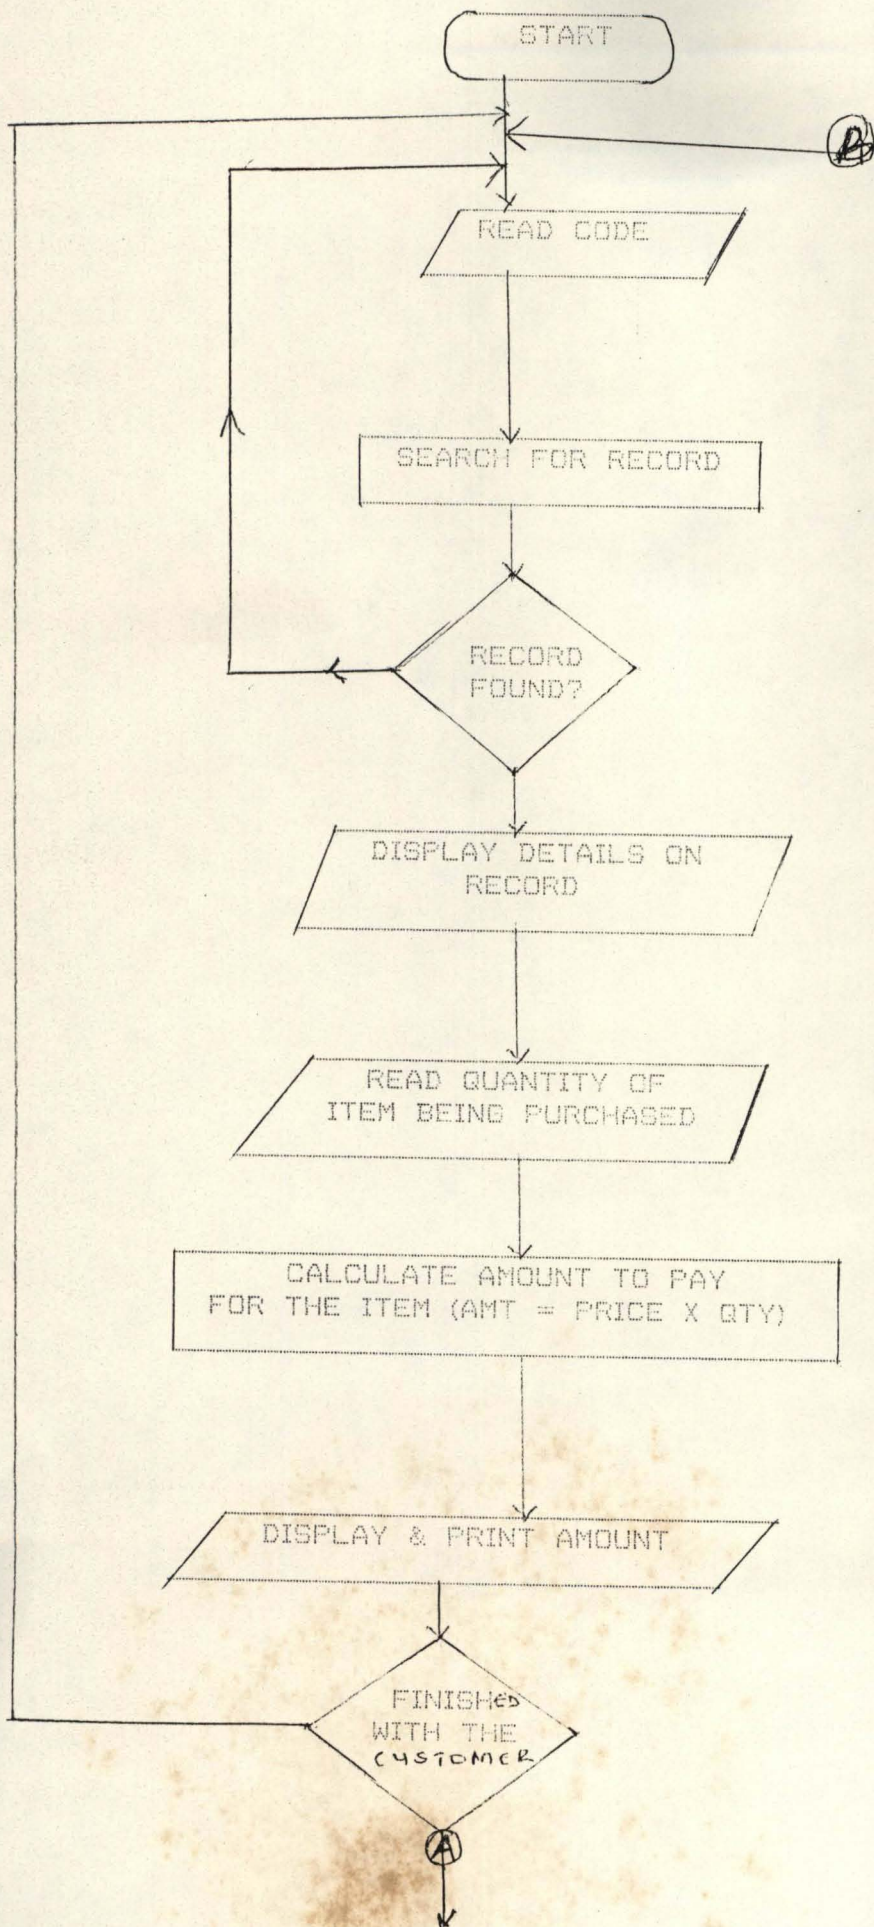 START
B
READ CODE
SEARCH FOR RECORD
RECORD
FOUND?
DISPLAY DETAILS ON
RECORD
READ QUANTITY OF
ITEM BEING PURCHASED
CALCULATE AMOUNT TO PAY
FOR THE ITEM (AMT = PRICE X QTY)
DISPLAY & PRINT AMOUNT
FINISHED
WITH THE
CUSTOMER
A